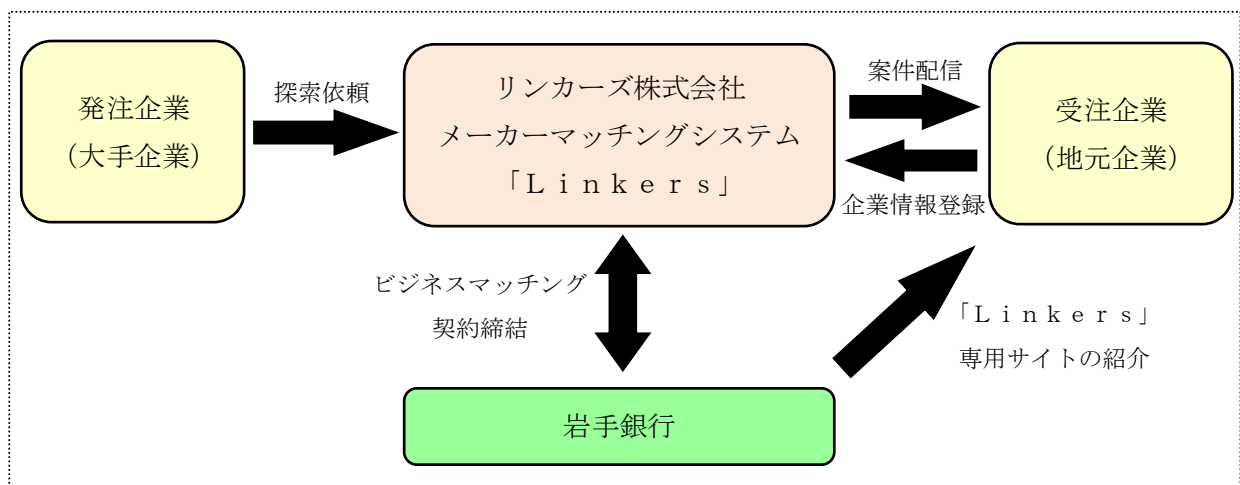 発注企業
（大手企業）
探索依頼
リンカーズ株式会社
メーカーマッチングシステム
「Ｌｉｎｋｅｒｓ」
案件配信
企業情報登録
受注企業
（地元企業）
ビジネスマッチング
契約締結
「Ｌｉｎｋｅｒｓ」
専用サイトの紹介
岩手銀行